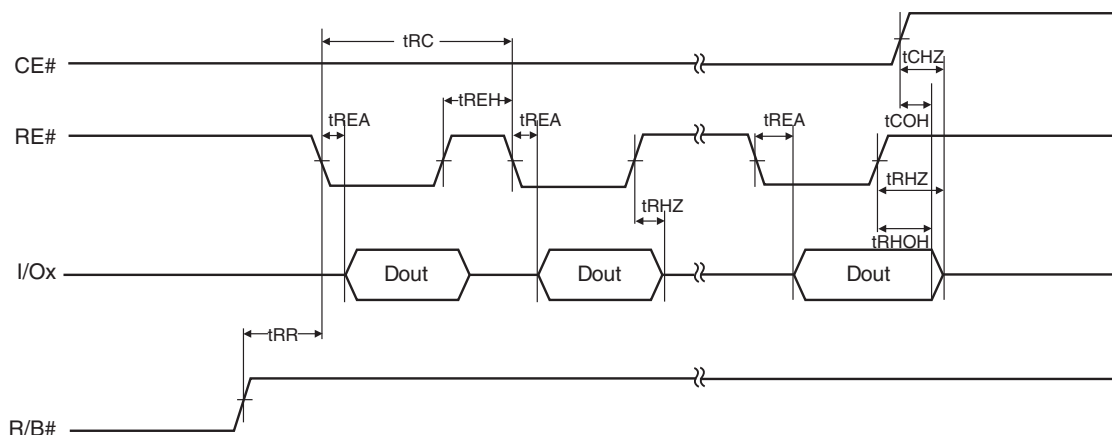 tRC
tCHZ
CE#
tREH
tREA
tREA
tREA
tCOH
RE#
tRHZ
tRHZ
tRHOH
I/Ox
Dout
Dout
Dout
tRR
R/B#